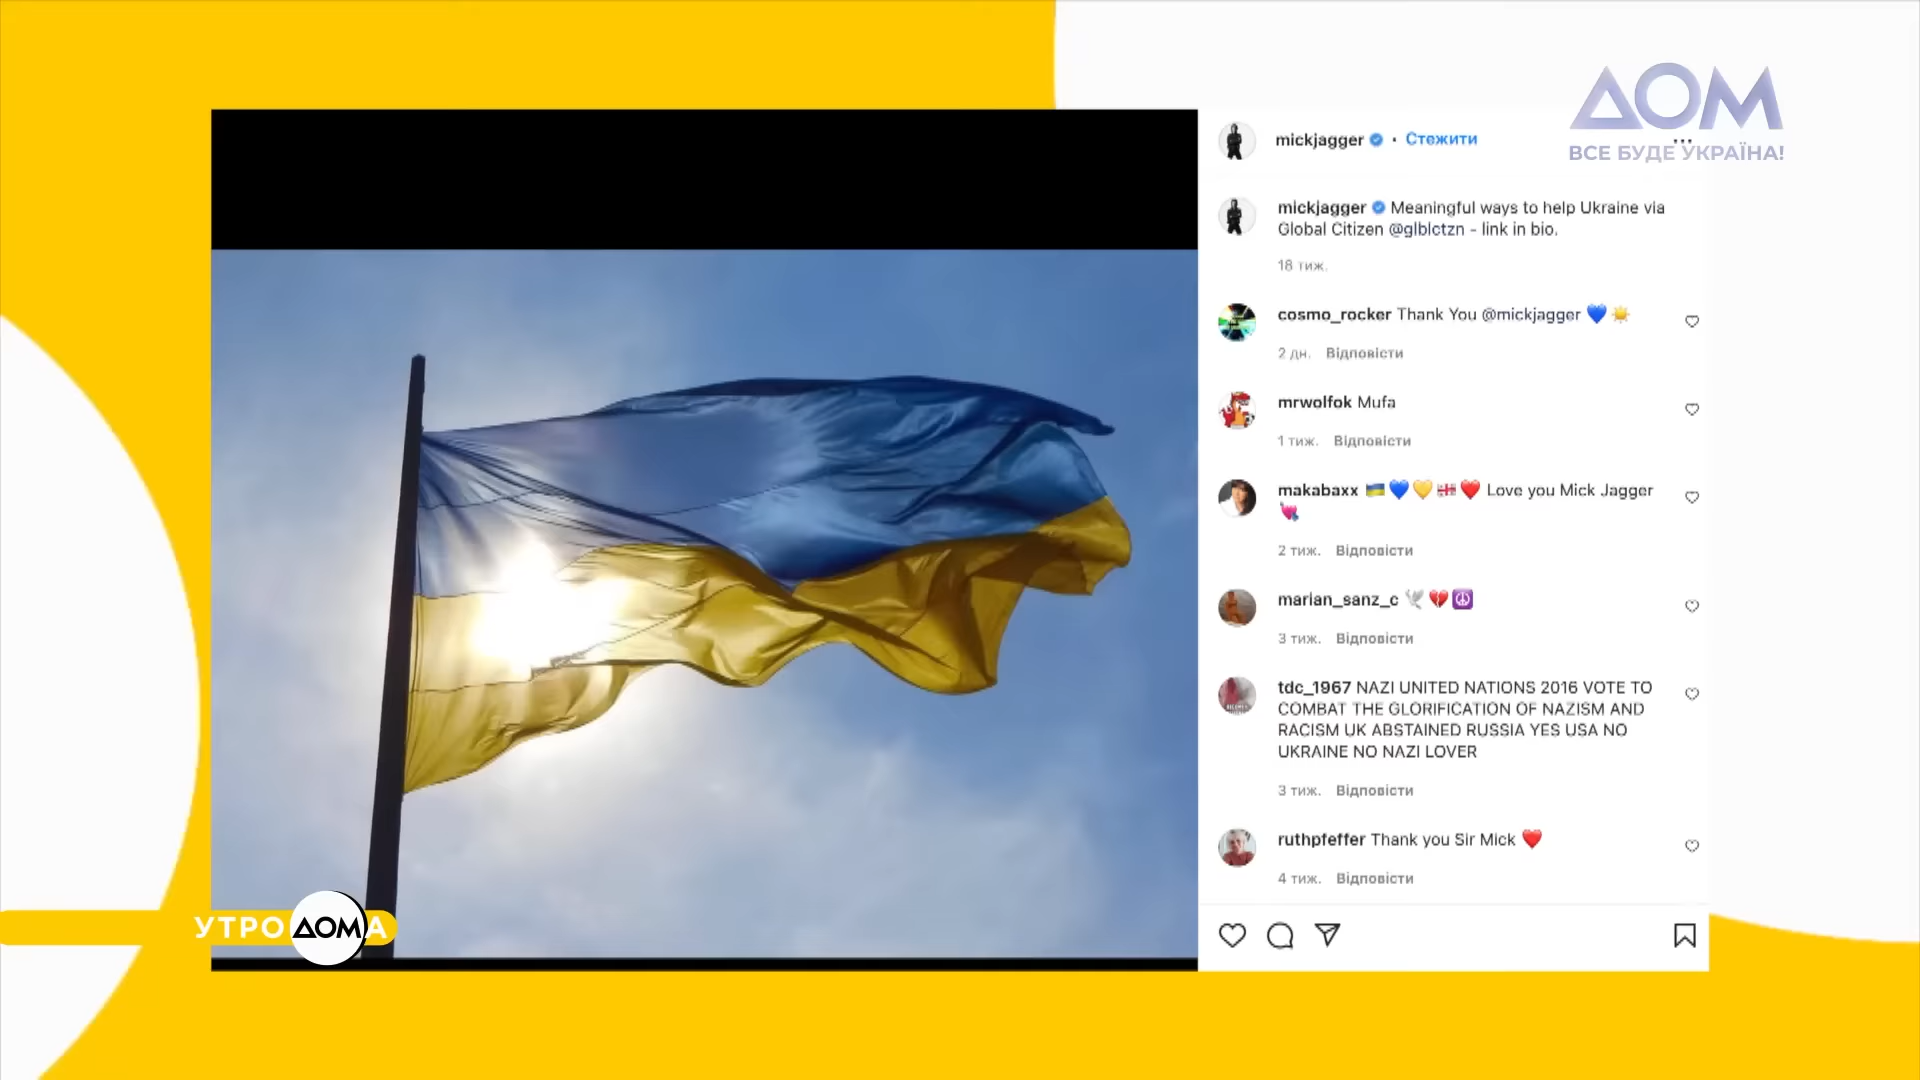 ДОМ
ВСЕ БУДЕ УКРАЇНА!
mickjagger • Стежити
mickjagger Meaningful ways to help Ukraine via
Global Citizen @glblctzn - link in bio.
18 тиж.
cosmo_rocker Thank You @mickjagger 💙☀️
2 дн. Відповісти
mrwolfok Mufa
1 тиж. Відповісти
makabaxx 🇺🇦💙💛🇬🇪❤️ Love you Mick Jagger
💘
2 тиж. Відповісти
marian_sanz_c 🕊️💔☮️
3 тиж. Відповісти
tdc_1967 NAZI UNITED NATIONS 2016 VOTE TO
COMBAT THE GLORIFICATION OF NAZISM AND
RACISM UK ABSTAINED RUSSIA YES USA NO
UKRAINE NO NAZI LOVER
3 тиж. Відповісти
ruthpfeffer Thank you Sir Mick ❤️
4 тиж. Відповісти
УТРО ДОМА